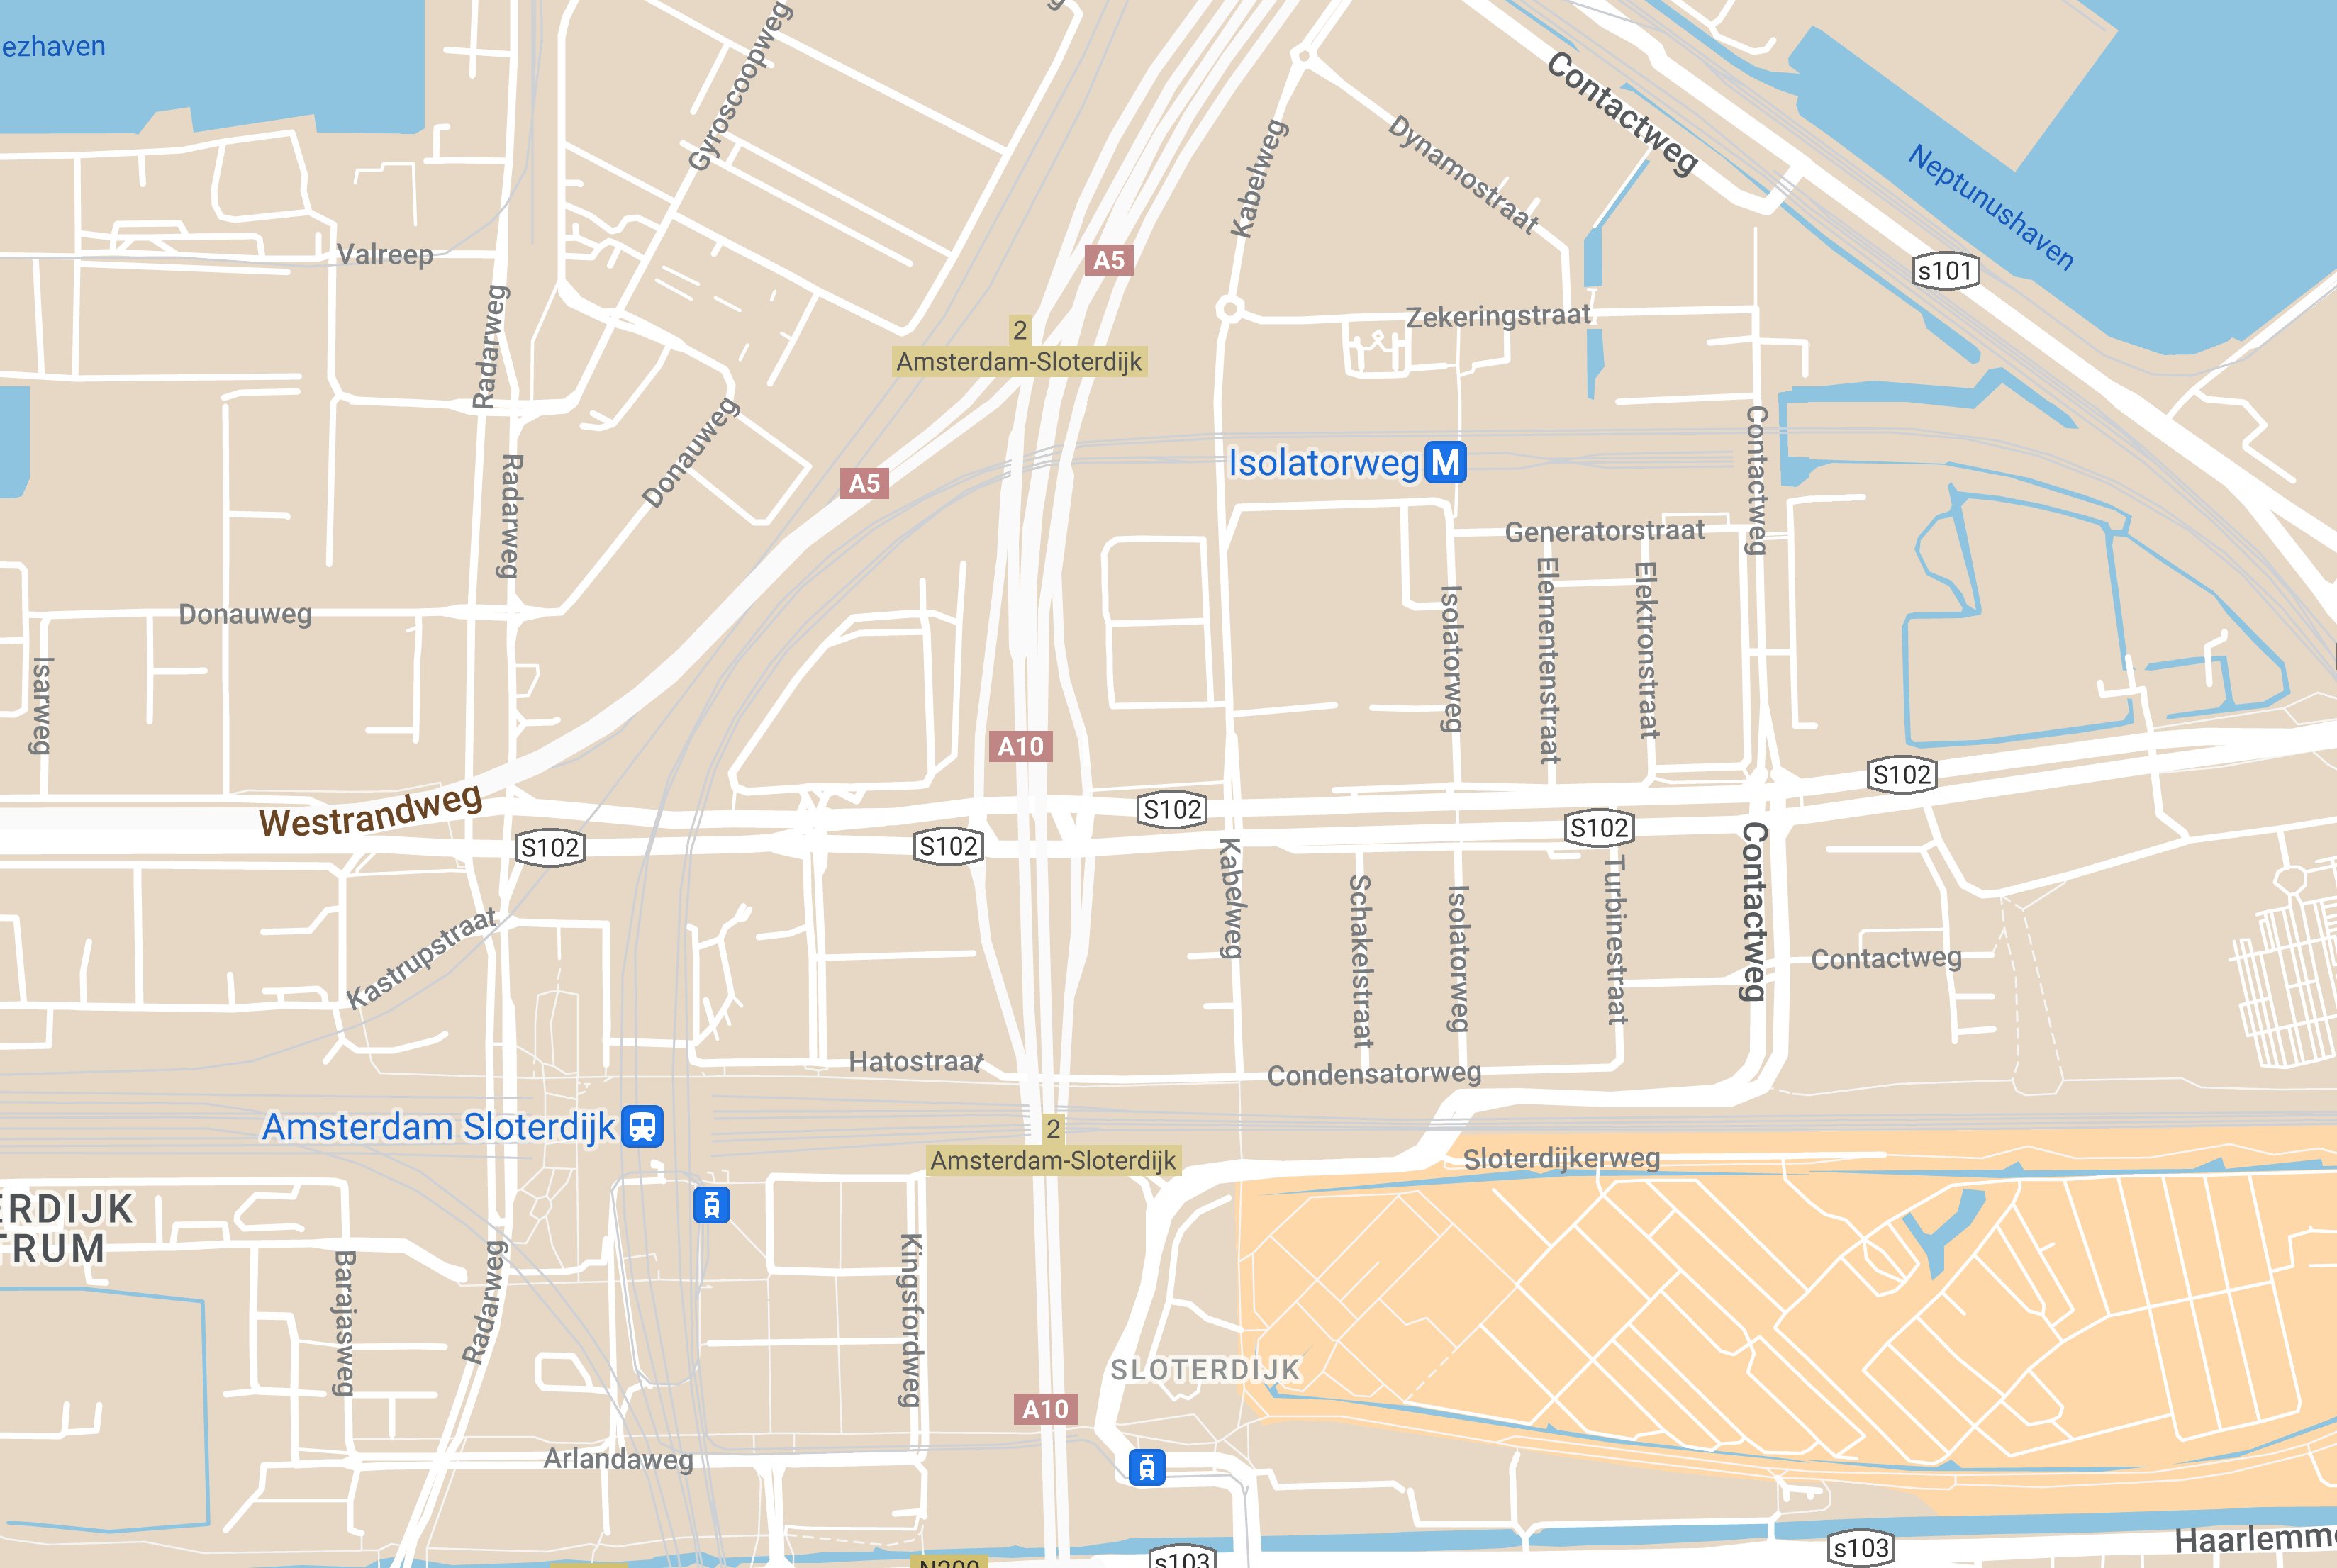 ezhaven
Gyroscoopweg
Contactweg
Dynamostraat
Kabelweg
Neptunushaven
Valreep
A5
s101
Radarweg
Zekeringstraat
2
Amsterdam-Sloterdijk
Donauweg
Contactweg
Radarweg
Isolatorweg M
A5
Generatorstraat
Donauweg
Isarweg
Isolatorweg
Elementenstraat
Elektronstraat
A10
S102
Westrandweg
S102
S102
S102
S102
Contactweg
Kabelweg
Schakelstraat
Isolatorweg
Turbinestraat
Kastrupstraat
Contactweg
Hatostraat
Condensatorweg
Amsterdam Sloterdijk
2
Amsterdam-Sloterdijk
Sloterdijkerweg
ERDIJK
TRUM
Barajasweg
Radarweg
Kingsfordweg
SLOTERDIJK
A10
Arlandaweg
N200
s103
s103
Haarlemm